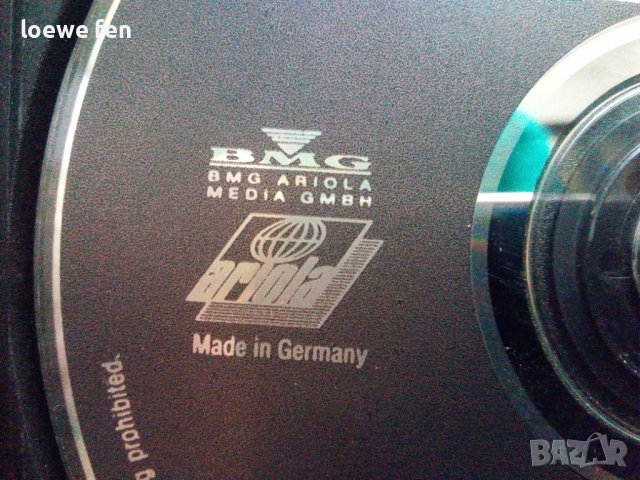 loewe fen
BMG
BMG ARIOLA
MEDIA GMBH
ariola
Made in Germany
prohibited.
BAZAR